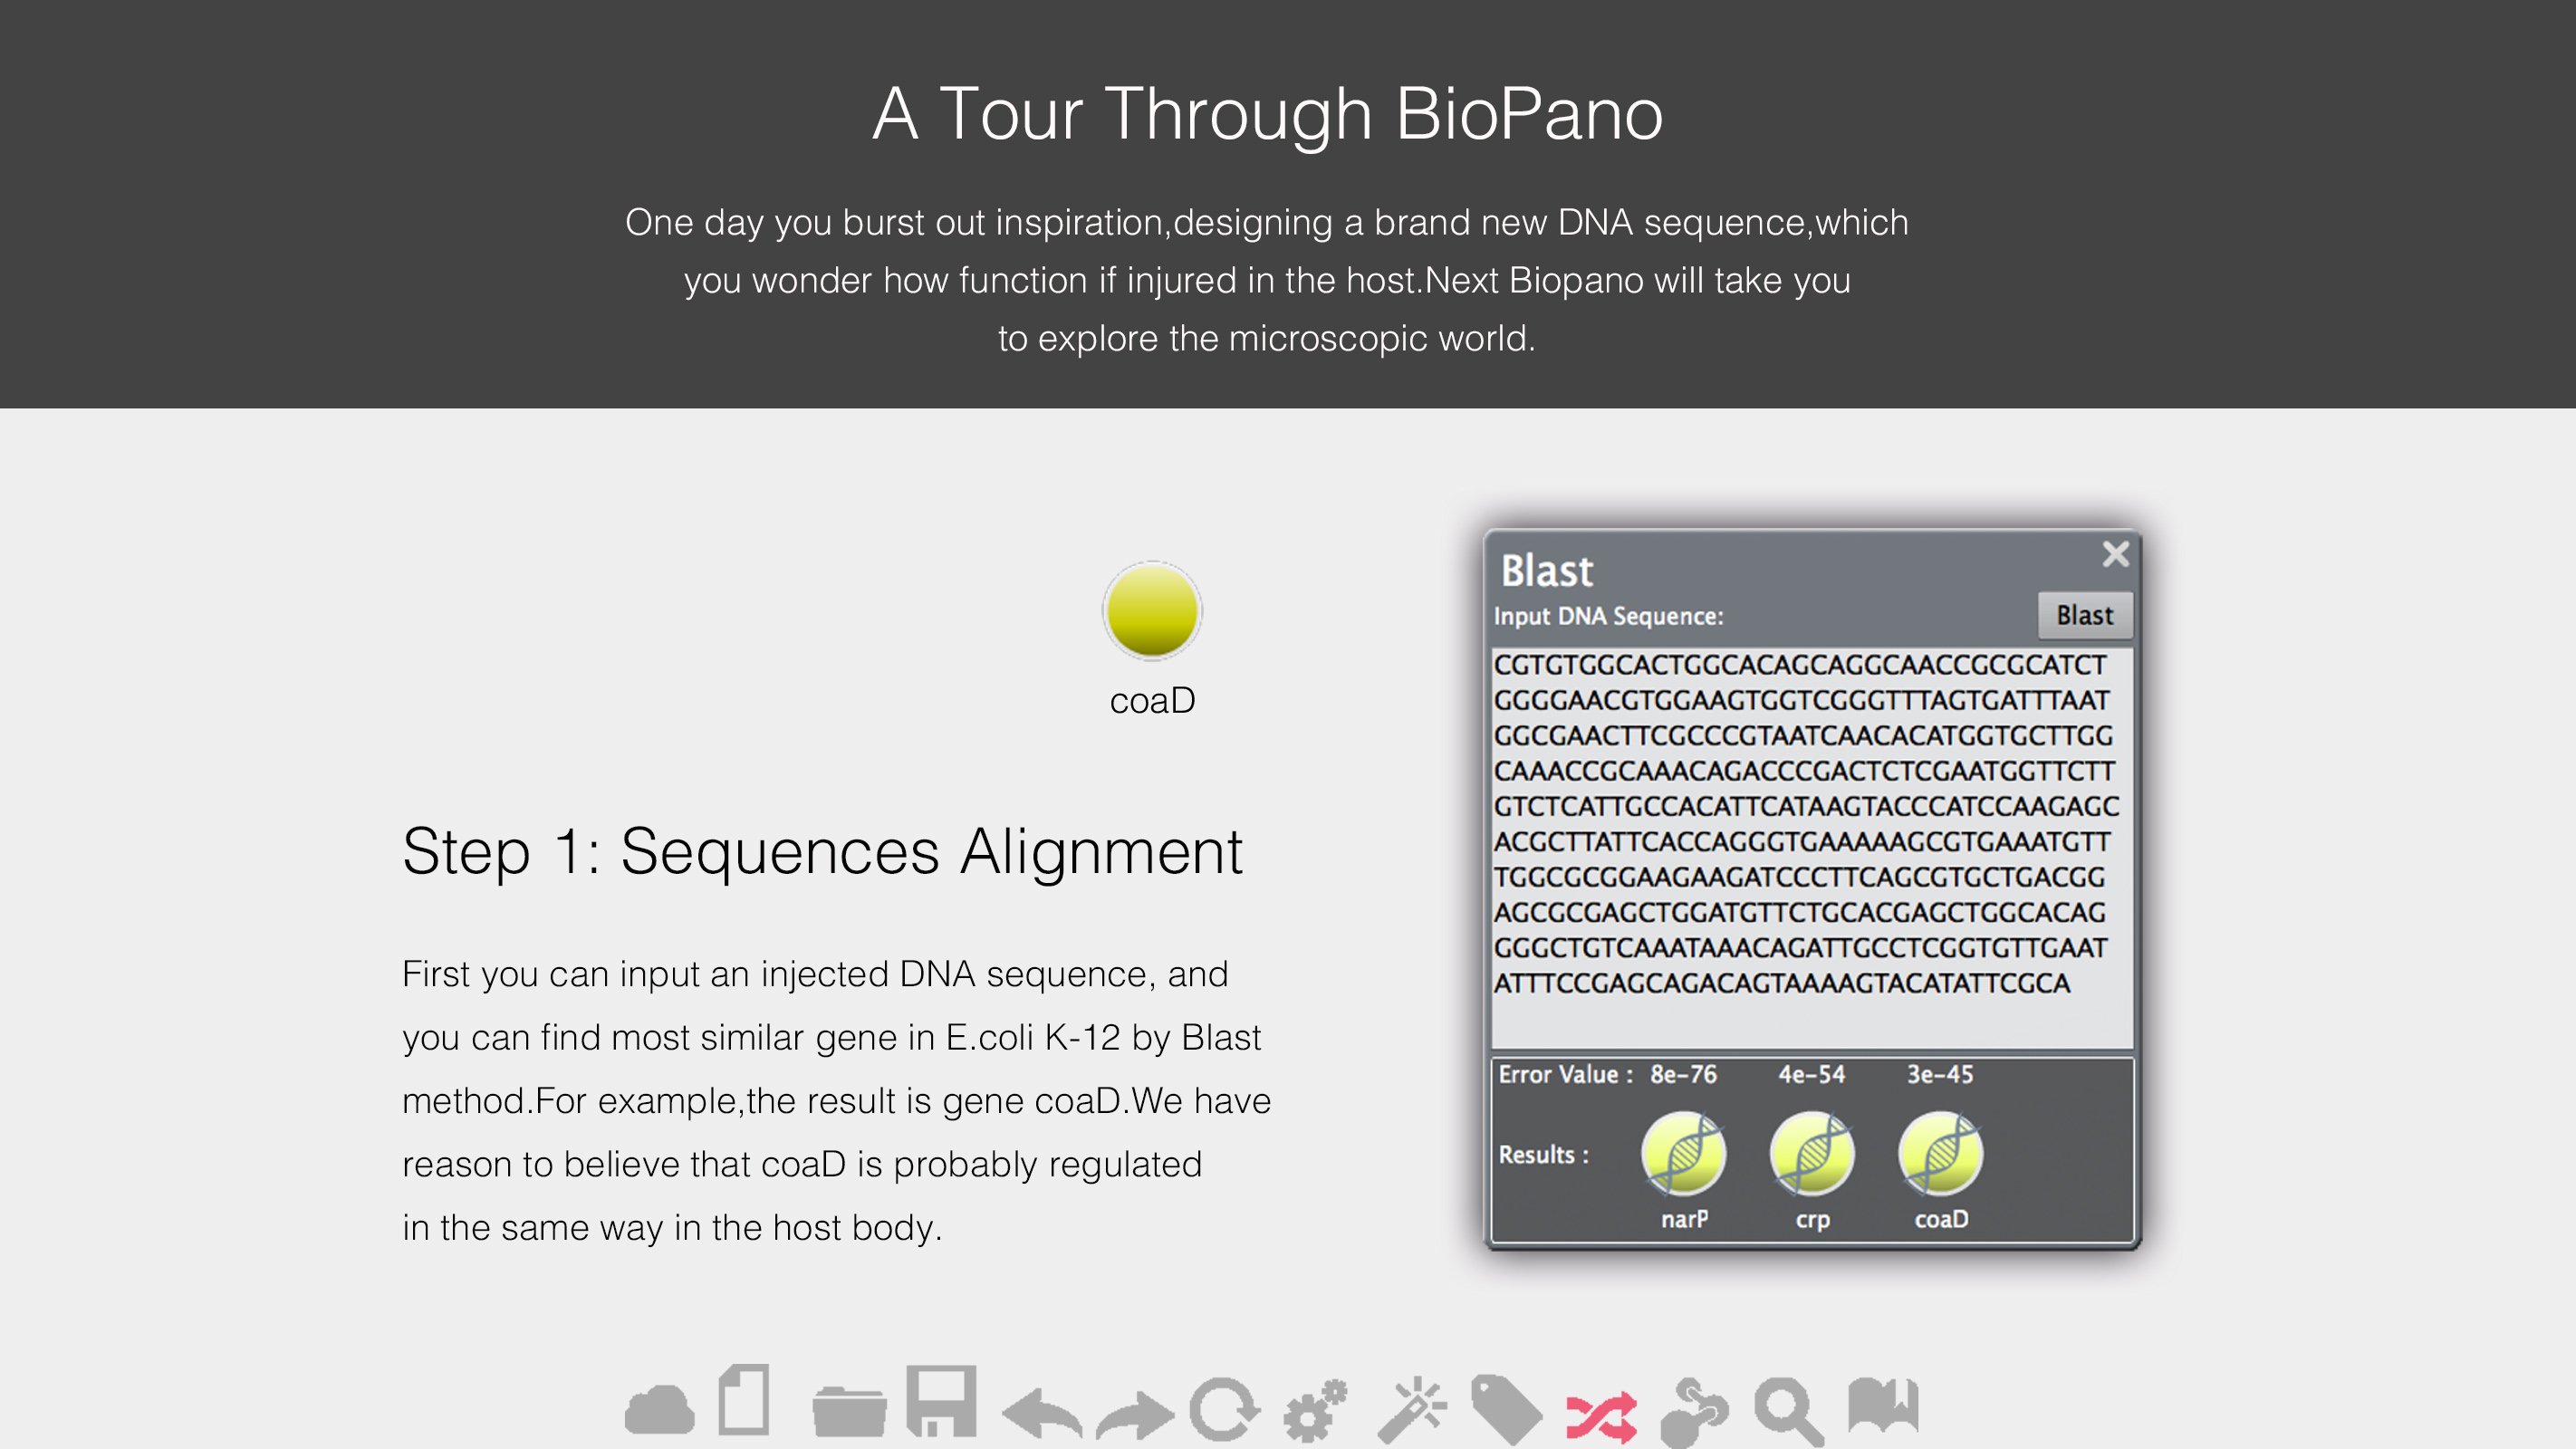 A Tour Through BioPano
One day you burst out inspiration,designing a brand new DNA sequence,which
you wonder how function if injured in the host.Next Biopano will take you
to explore the microscopic world.
coaD
Step 1: Sequences Alignment
First you can input an injected DNA sequence, and
you can find most similar gene in E.coli K-12 by Blast
method.For example,the result is gene coaD.We have
reason to believe that coaD is probably regulated
in the same way in the host body.
Blast
Input DNA Sequence:
Blast
CGTGTGGCACTGGCACAGCAGGCAACCGCGCATCT
GGGGAACGTGGAAGTGGTCGGGTTTAGTGATTTAAT
GGCGAACTTCGCCCGTAATCAACACATGGTGCTTGG
CAAACCGCAAACAGACCCGACTCTCGAATGGTTCTT
GTCTCATTGCCACATTCATAAGTACCCATCCAAGAGC
ACGCTTATTCACCAGGGTGAAAAAGCGTGAAATGTT
TGGCGCGGAAGAAGATCCCTTCAGCGTGCTGACGG
AGCGCGAGCTGGATGTTCTGCACGAGCTGGCACAG
GGGCTGTCAAATAAACAGATTGCCTCGGTGTTGAAT
ATTTCCGAGCAGACAGTAAAAGTACATATTCGCA
Error Value : 8e-76 4e-54 3e-45
Results :
narP crp coaD